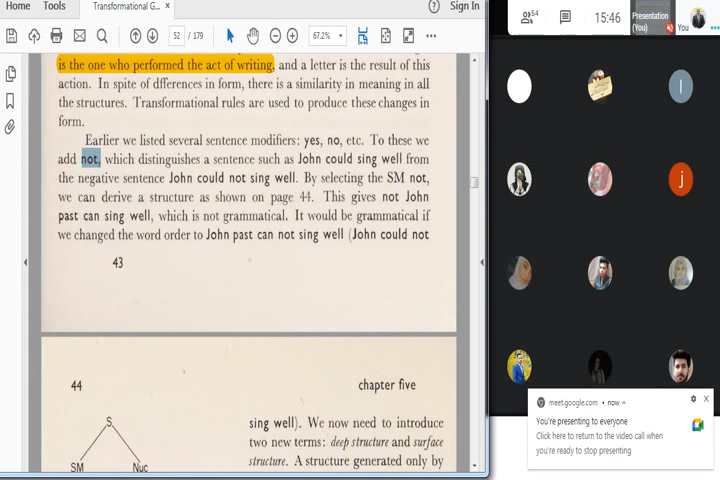 Home
Tools
Transformational G...
×
Sign In
52 / 179
67.2%
is the one who performed the act of writing, and a letter is the result of this
action. In spite of differences in form, there is a similarity in meaning in all
the structures. Transformational rules are used to produce these changes in
form.
Earlier we listed several sentence modifiers: yes, no, etc. To these we
add not, which distinguishes a sentence such as John could sing well from
the negative sentence John could not sing well. By selecting the SM not,
we can derive a structure as shown on page 44. This gives not John
past can sing well, which is not grammatical. It would be grammatical if
we changed the word order to John past can not sing well (John could not
43
44
chapter five
S
SM
Nuc
sing well). We now need to introduce
two new terms: deep structure and surface
structure. A structure generated only by
54
15:46
Presentation
(You)
You
l
j
meet.google.com • now
You're presenting to everyone
Click here to return to the video call when
you're ready to stop presenting